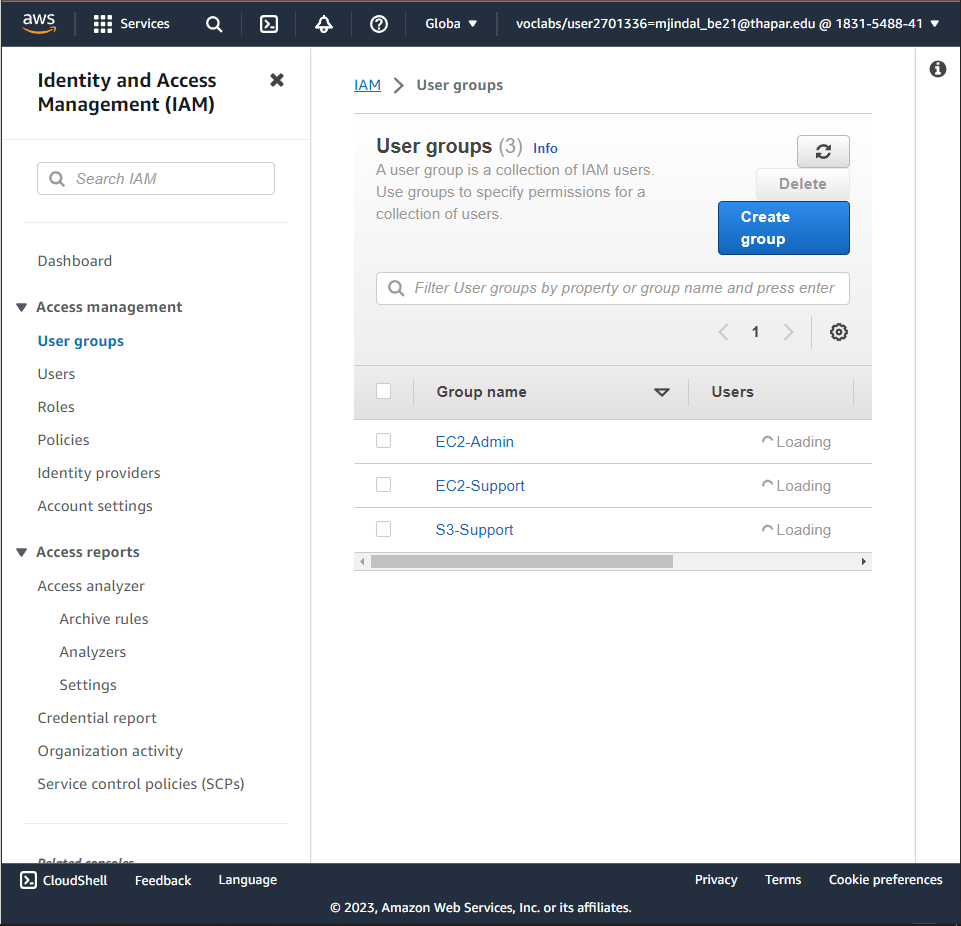 aws
Services
Globa
voclabs/user2701336=mjindal_be21@thapar.edu @ 1831-5488-41
Identity and Access
Management (IAM)
Search IAM
Dashboard
Access management
User groups
Users
Roles
Policies
Identity providers
Account settings
Access reports
Access analyzer
Archive rules
Analyzers
Settings
Credential report
Organization activity
Service control policies (SCPs)
Related consoles
IAM
User groups
User groups (3) Info
A user group is a collection of IAM users.
Use groups to specify permissions for a
collection of users.
Delete
Create
group
Filter User groups by property or group name and press enter
1
Group name Users
EC2-Admin Loading
EC2-Support Loading
S3-Support Loading
CloudShell Feedback Language
Privacy Terms Cookie preferences
© 2023, Amazon Web Services, Inc. or its affiliates.